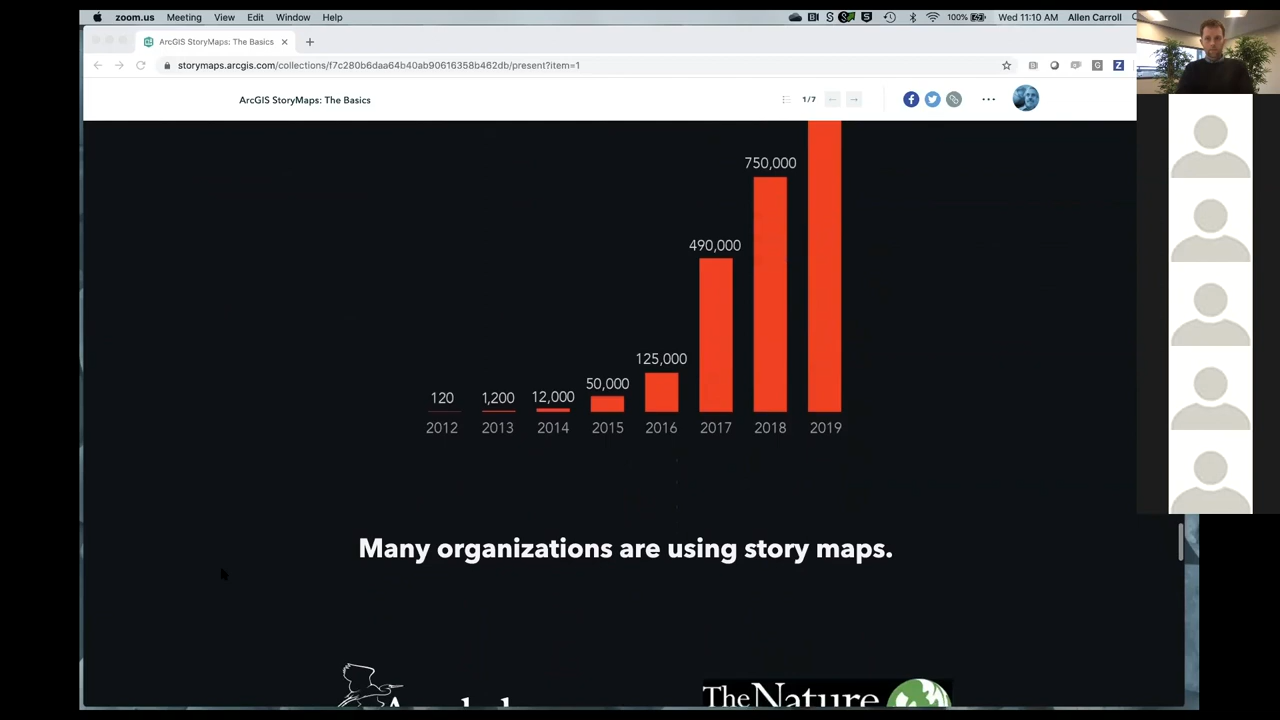 zoom.us Meeting View Edit Window Help 100% Wed 11:10 AM Allen Carroll
ArcGIS StoryMaps: The Basics
storymaps.arcgis.com/collections/f7c280b6daa64b40ab90616358b462db/present?item=1
ArcGIS StoryMaps: The Basics 1/7
750,000
490,000
125,000
50,000
12,000
1,200
120
2012 2013 2014 2015 2016 2017 2018 2019
Many organizations are using story maps.
The Nature